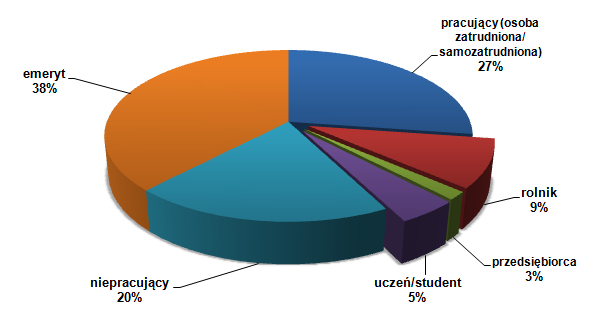 pracujący (osoba
zatrudniona/
samozatrudniona)
27%
emeryt
38%
rolnik
9%
przedsiębiorca
3%
uczeń/student
5%
niepracujący
20%